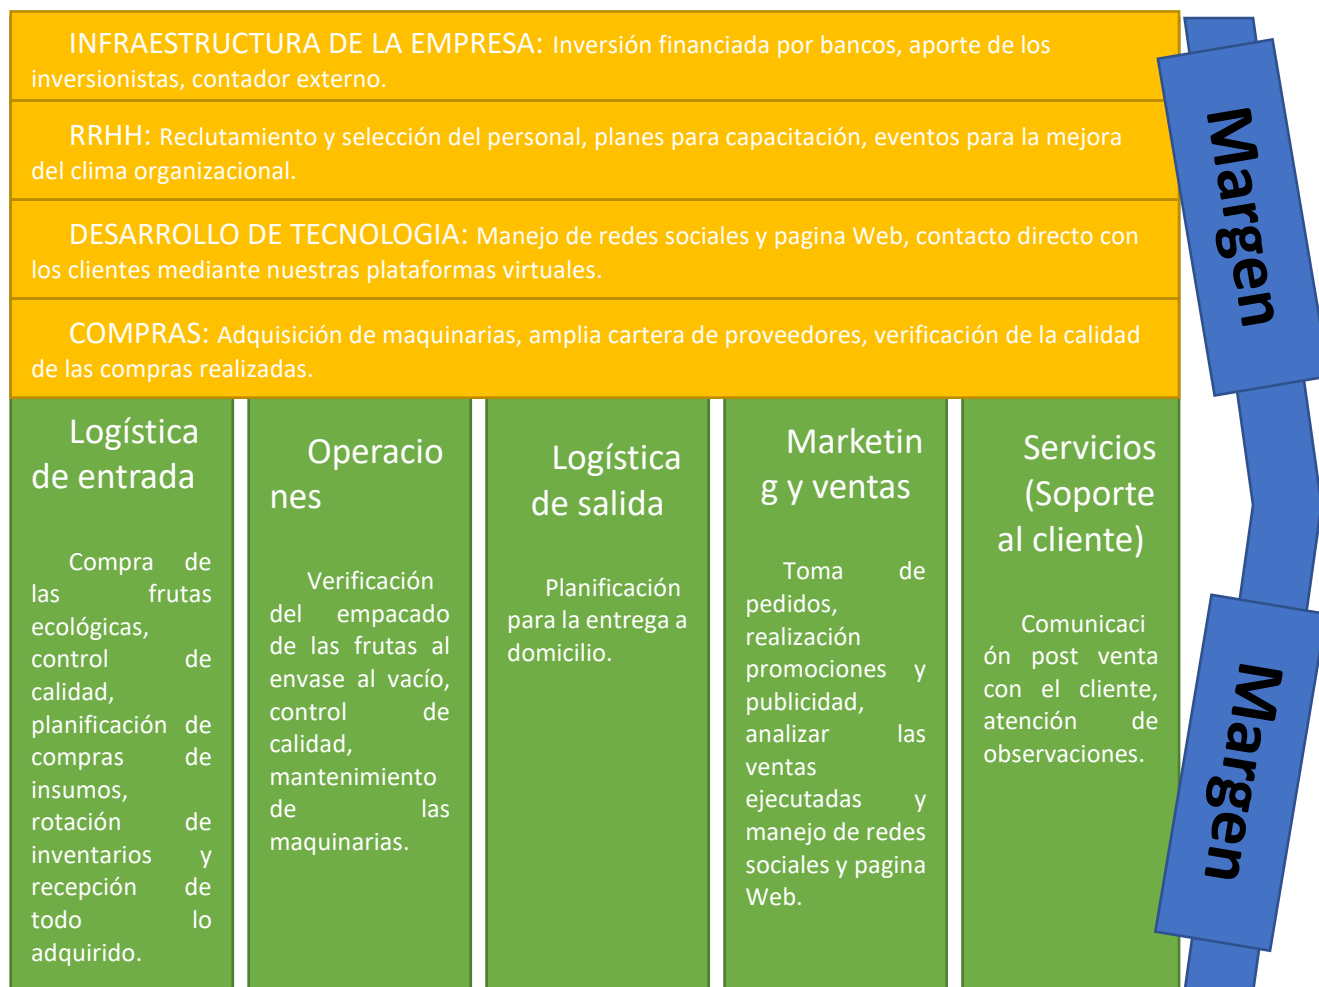 INFRAESTRUCTURA DE LA EMPRESA: Inversión financiada por bancos, aporte de los
inversionistas, contador externo.
RRHH: Reclutamiento y selección del personal, planes para capacitación, eventos para la mejora
del clima organizacional.
DESARROLLO DE TECNOLOGIA: Manejo de redes sociales y pagina Web, contacto directo con
los clientes mediante nuestras plataformas virtuales.
COMPRAS: Adquisición de maquinarias, amplia cartera de proveedores, verificación de la calidad
de las compras realizadas.
Logística
de entrada
Compra de
las frutas
ecológicas,
control de
calidad,
planificación de
compras de
insumos,
rotación de
inventarios y
recepción de
todo lo
adquirido.
Operacio
nes
Verificación
del empacado
de las frutas al
envase al vacío,
control de
calidad,
mantenimiento
de las
maquinarias.
Logística
de salida
Planificación
para la entrega a
domicilio.
Marketin
g y ventas
Toma de
pedidos,
realización
promociones y
publicidad,
analizar las
ventas
ejecutadas y
manejo de redes
sociales y pagina
Web.
Servicios
(Soporte
al cliente)
Comunicaci
ón post venta
con el cliente,
atención de
observaciones.
Margen
Margen